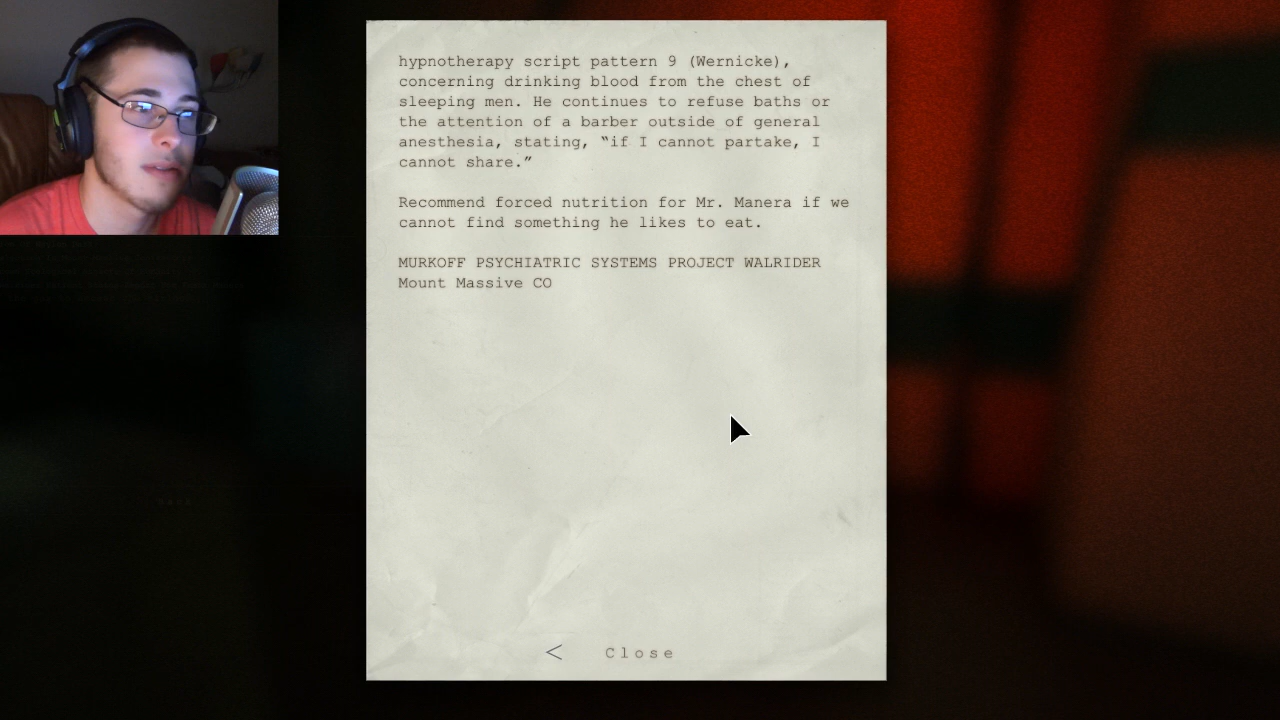 hypnotherapy script pattern 9 (Wernicke),
concerning drinking blood from the chest of
sleeping men. He continues to refuse baths or
the attention of a barber outside of general
anesthesia, stating, “if I cannot partake, I
cannot share.”
Recommend forced nutrition for Mr. Manera if we
cannot find something he likes to eat.
MURKOFF PSYCHIATRIC SYSTEMS PROJECT WALRIDER
Mount Massive CO
< Close